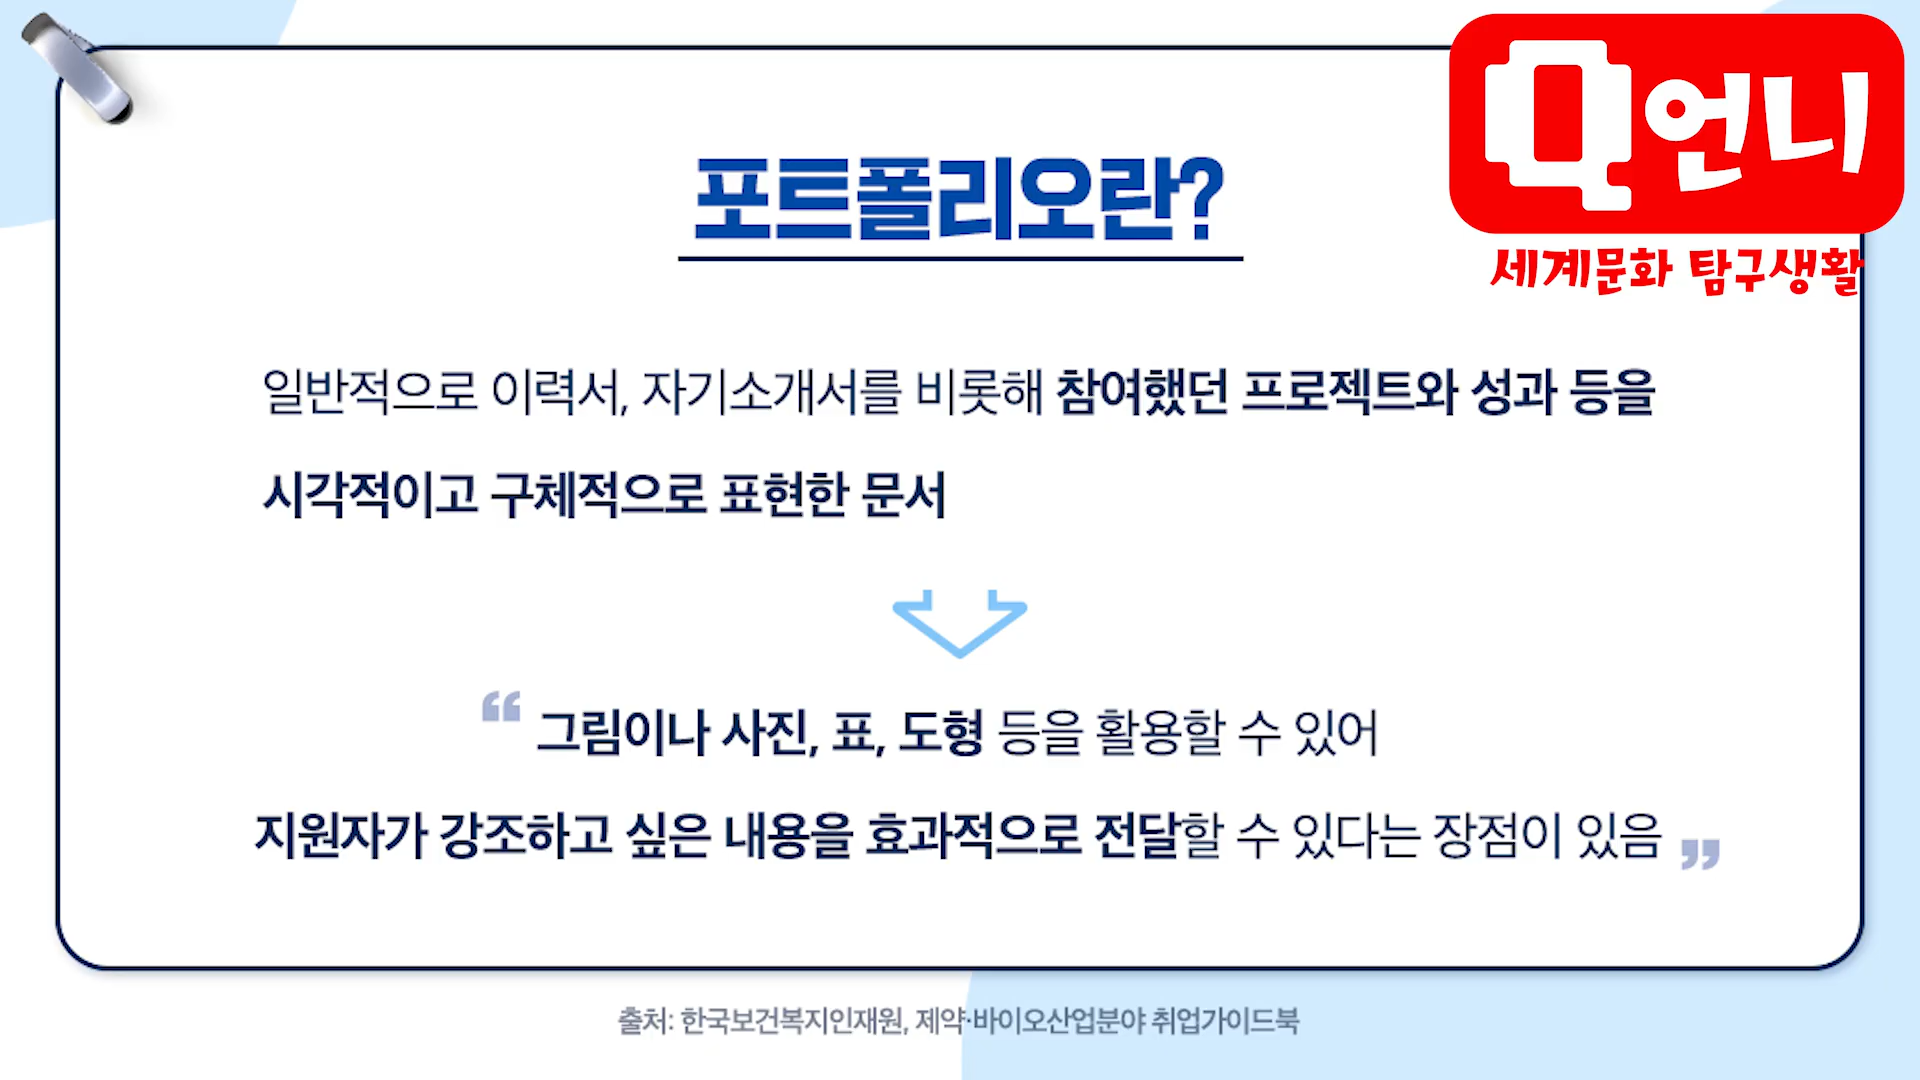 Q언니
세계문화 탐구생활
포트폴리오란?
일반적으로 이력서, 자기소개서를 비롯해 참여했던 프로젝트와 성과 등을
시각적이고 구체적으로 표현한 문서
“ 그림이나 사진, 표, 도형 등을 활용할 수 있어
지원자가 강조하고 싶은 내용을 효과적으로 전달할 수 있다는 장점이 있음 ”
출처: 한국보건복지인재원, 제약·바이오산업분야 취업가이드북